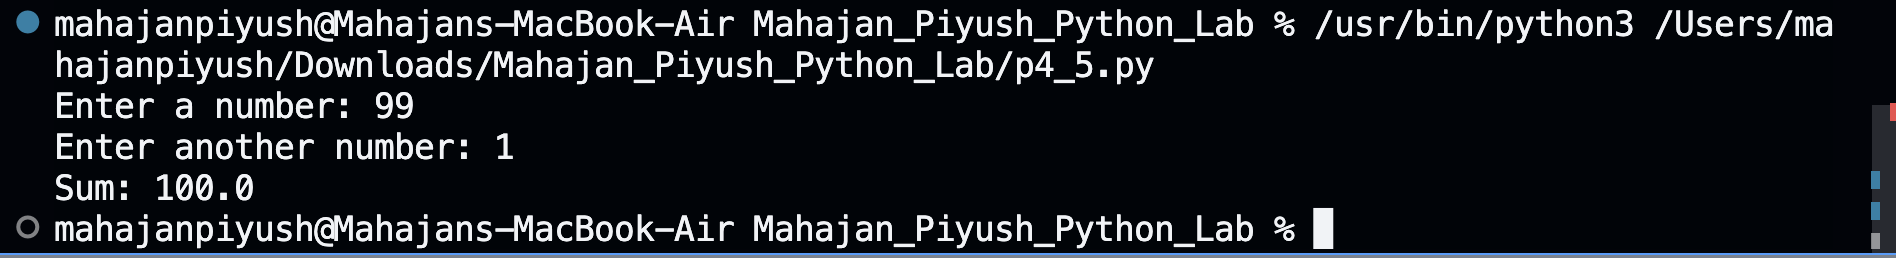 mahajanpiyush@Mahajans-MacBook-Air Mahajan_Piyush_Python_Lab % /usr/bin/python3 /Users/ma
hajanpiyush/Downloads/Mahajan_Piyush_Python_Lab/p4_5.py
Enter a number: 99
Enter another number: 1
Sum: 100.0
mahajanpiyush@Mahajans-MacBook-Air Mahajan_Piyush_Python_Lab %